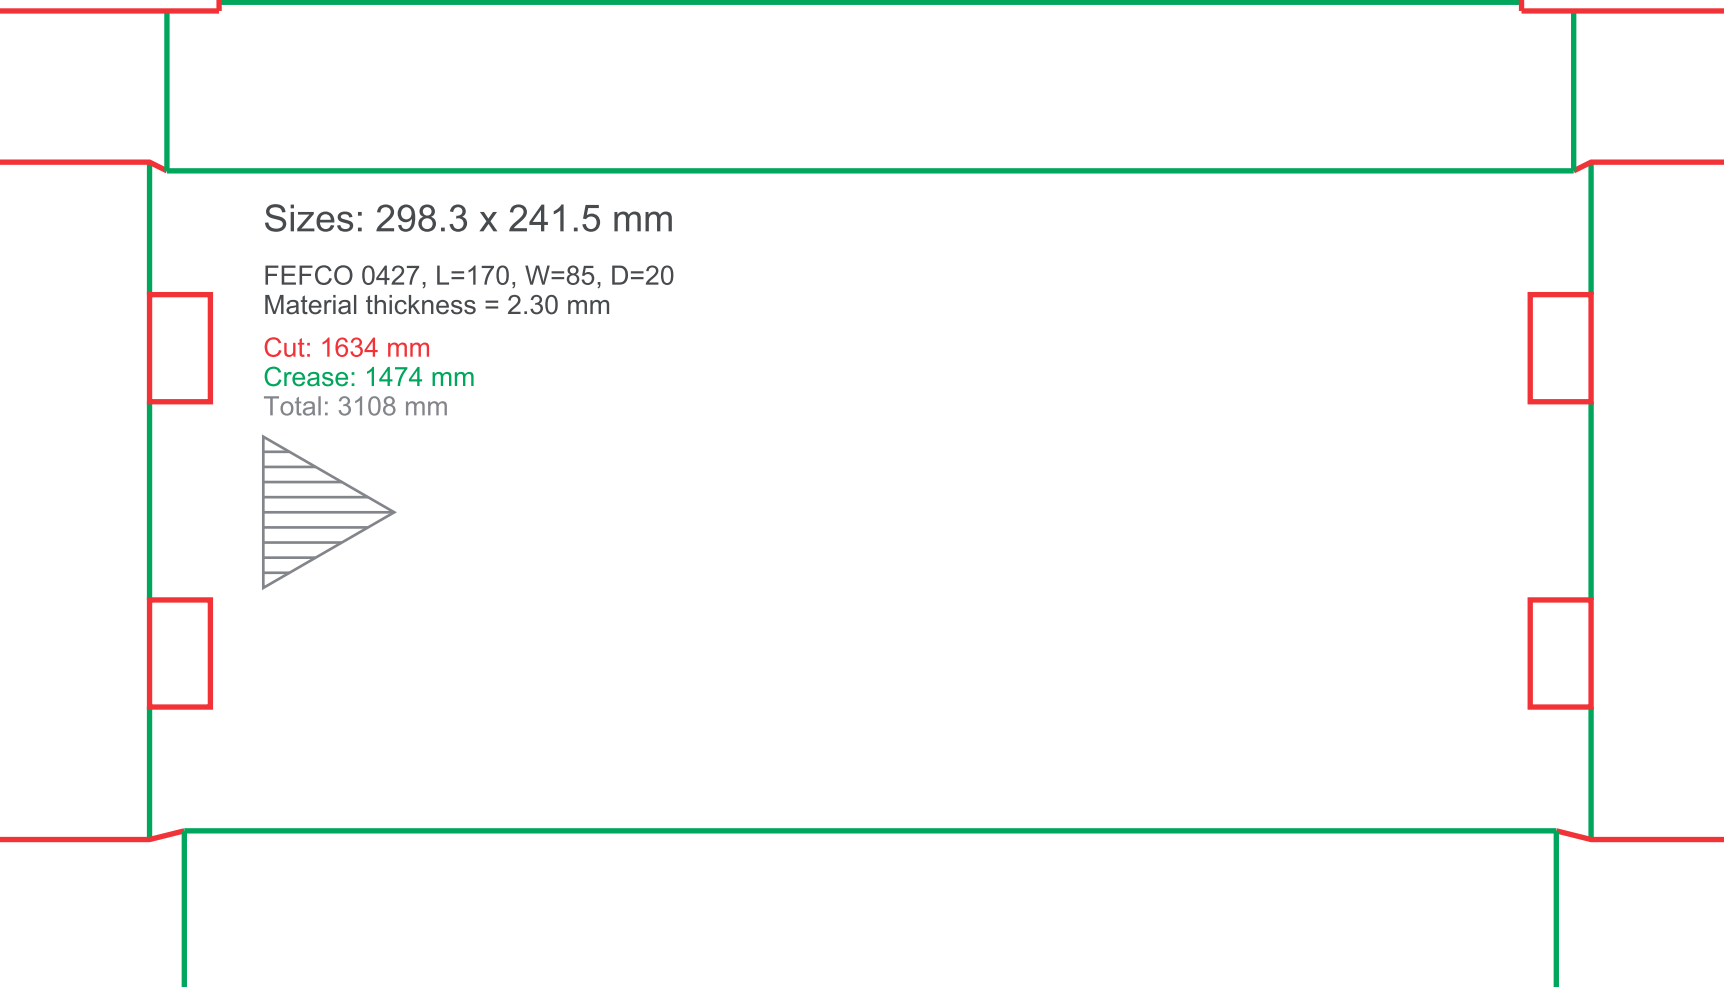 Sizes: 298.3 x 241.5 mm
FEFCO 0427, L=170, W=85, D=20
Material thickness = 2.30 mm
Cut: 1634 mm
Crease: 1474 mm
Total: 3108 mm